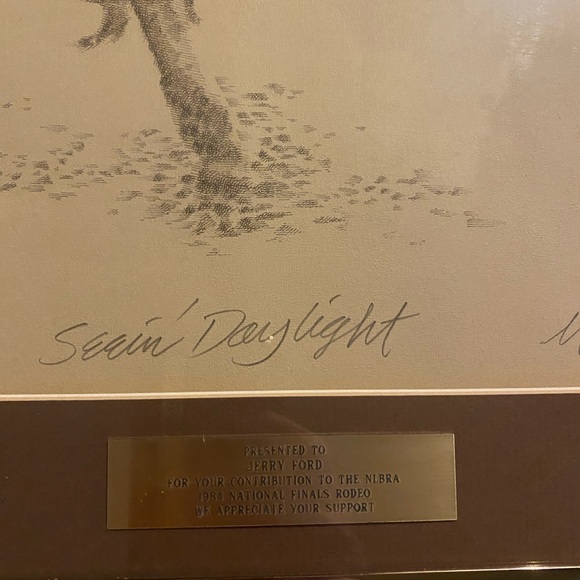 Seein' Daylight
PRESENTED TO
JERRY FORD
FOR YOUR CONTRIBUTION TO THE NLBRA
1984 NATIONAL FINALS RODEO
WE APPRECIATE YOUR SUPPORT